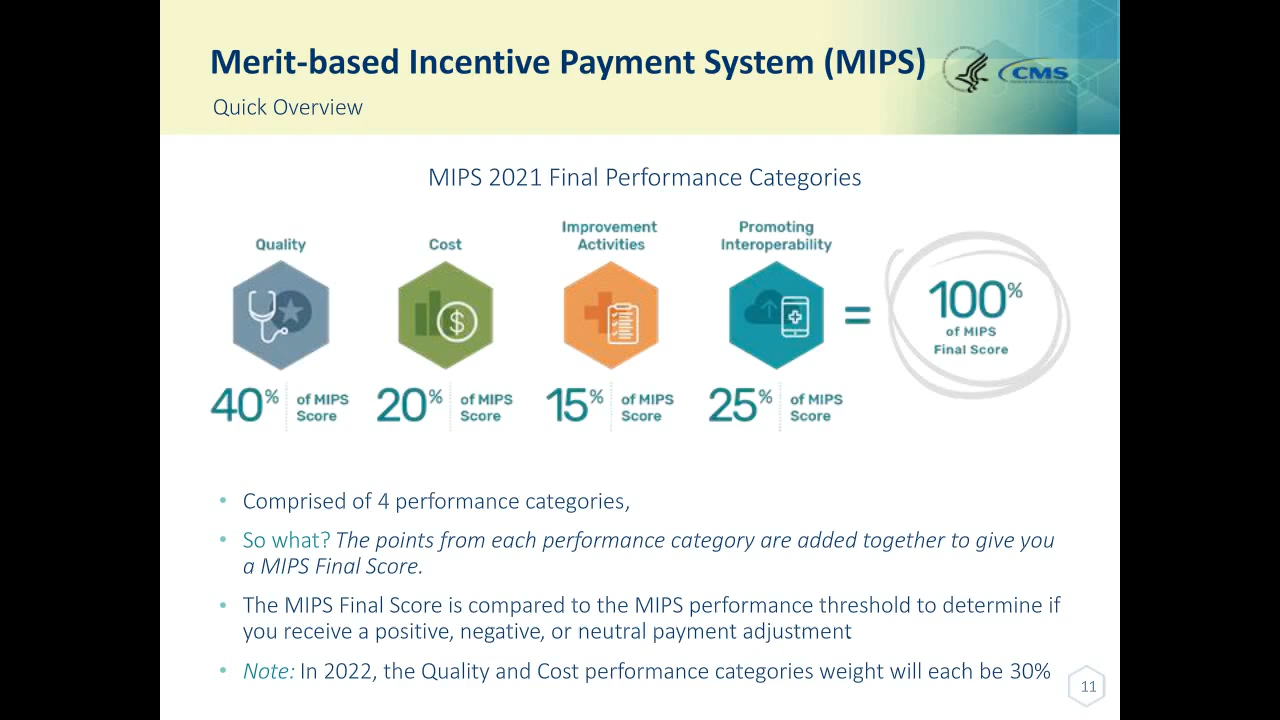 Merit-based Incentive Payment System (MIPS)
CMS
Quick Overview
MIPS 2021 Final Performance Categories
Quality
Cost
Improvement
Activities
Promoting
Interoperability
$
=
100%
of MIPS
Final Score
40% of MIPS
Score
20% of MIPS
Score
15% of MIPS
Score
25% of MIPS
Score
• Comprised of 4 performance categories,
• So what? The points from each performance category are added together to give you
a MIPS Final Score.
• The MIPS Final Score is compared to the MIPS performance threshold to determine if
you receive a positive, negative, or neutral payment adjustment
• Note: In 2022, the Quality and Cost performance categories weight will each be 30%
11